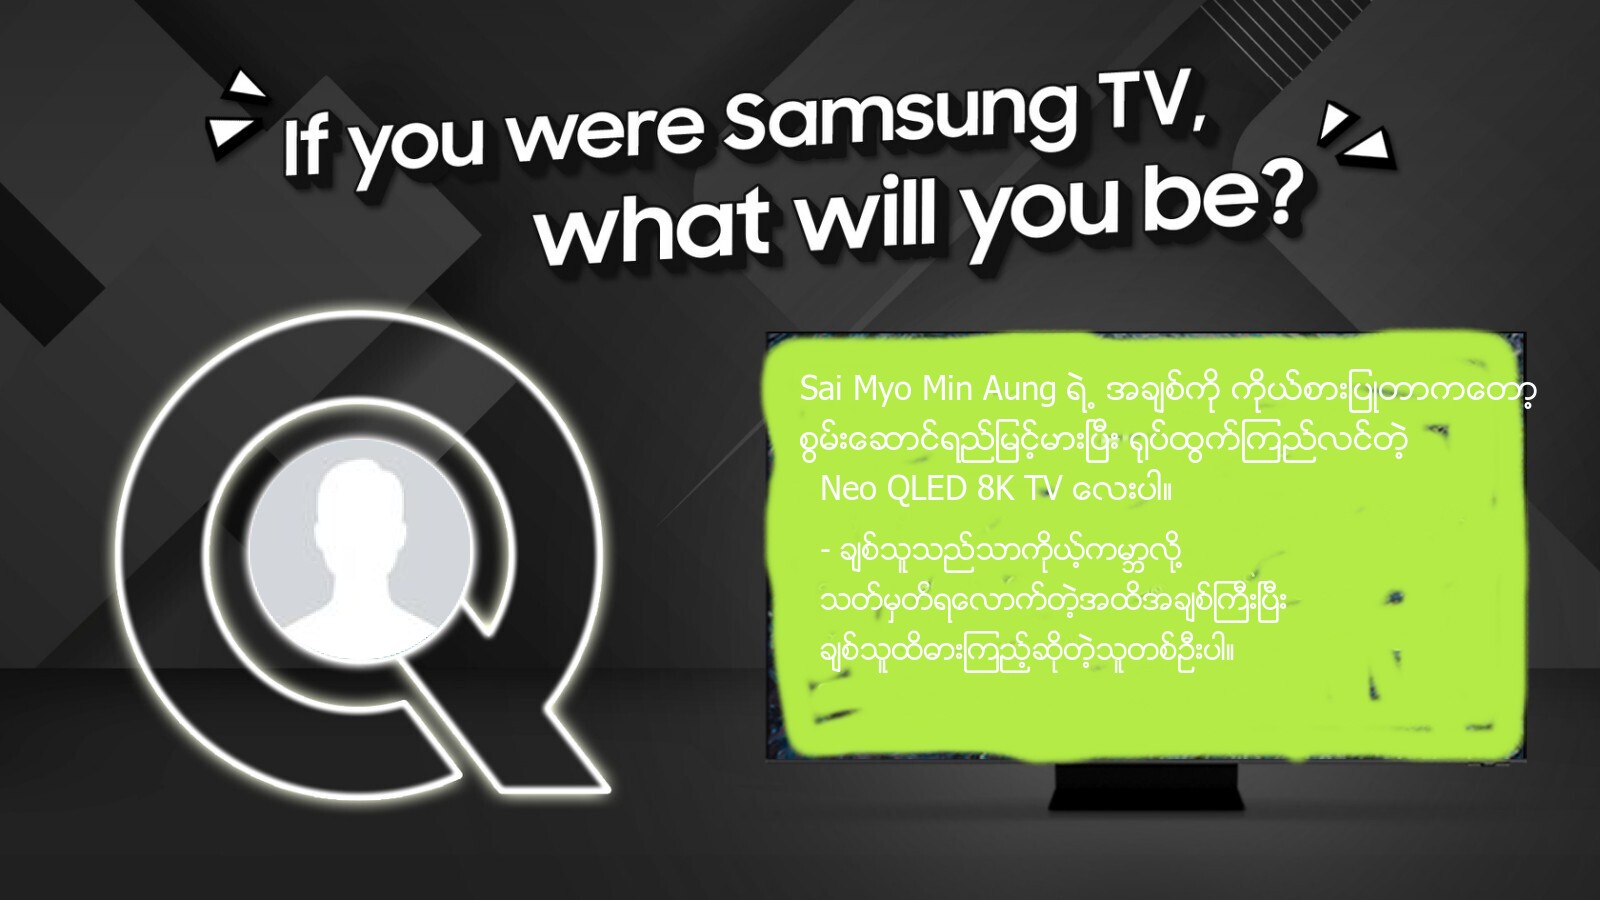 If you were Samsung TV,
what will you be?
Sai Myo Min Aung ရဲ့ အချစ်ကို ကိုယ်စားပြုတာကတော့
စွမ်းဆောင်ရည်မြင့်မားပြီး ရုပ်ထွက်ကြည်လင်တဲ့
Neo QLED 8K TV လေးပါ။
- ချစ်သူသည်သာကိုယ့်ကမ္ဘာလို့
သတ်မှတ်ရလောက်တဲ့အထိအချစ်ကြီးပြီး
ချစ်သူထိဓားကြည့်ဆိုတဲ့သူတစ်ဦးပါ။